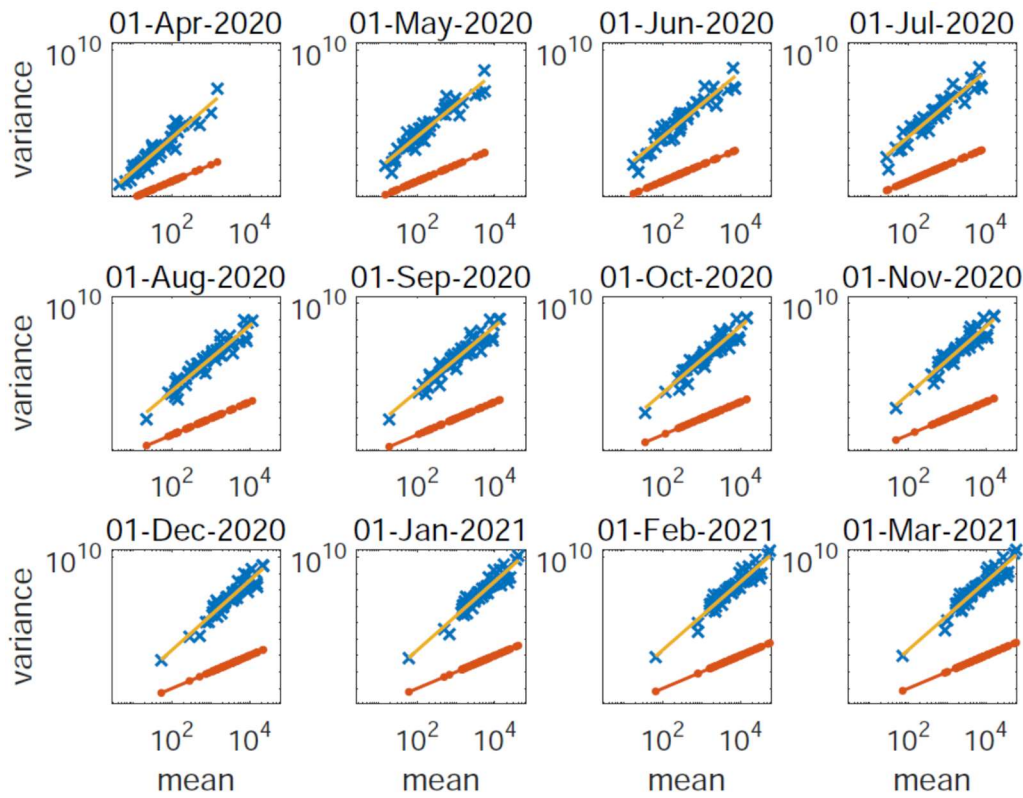 01-Apr-2020 01-May-2020 01-Jun-2020 01-Jul-2020
variance 10^10 10^10 10^10 10^10
10^2 10^4 10^2 10^4 10^2 10^4 10^2 10^4
01-Aug-2020 01-Sep-2020 01-Oct-2020 01-Nov-2020
variance 10^10 10^10 10^10 10^10
10^2 10^4 10^2 10^4 10^2 10^4 10^2 10^4
01-Dec-2020 01-Jan-2021 01-Feb-2021 01-Mar-2021
variance 10^10 10^10 10^10 10^10
10^2 10^4 10^2 10^4 10^2 10^4 10^2 10^4
mean mean mean mean